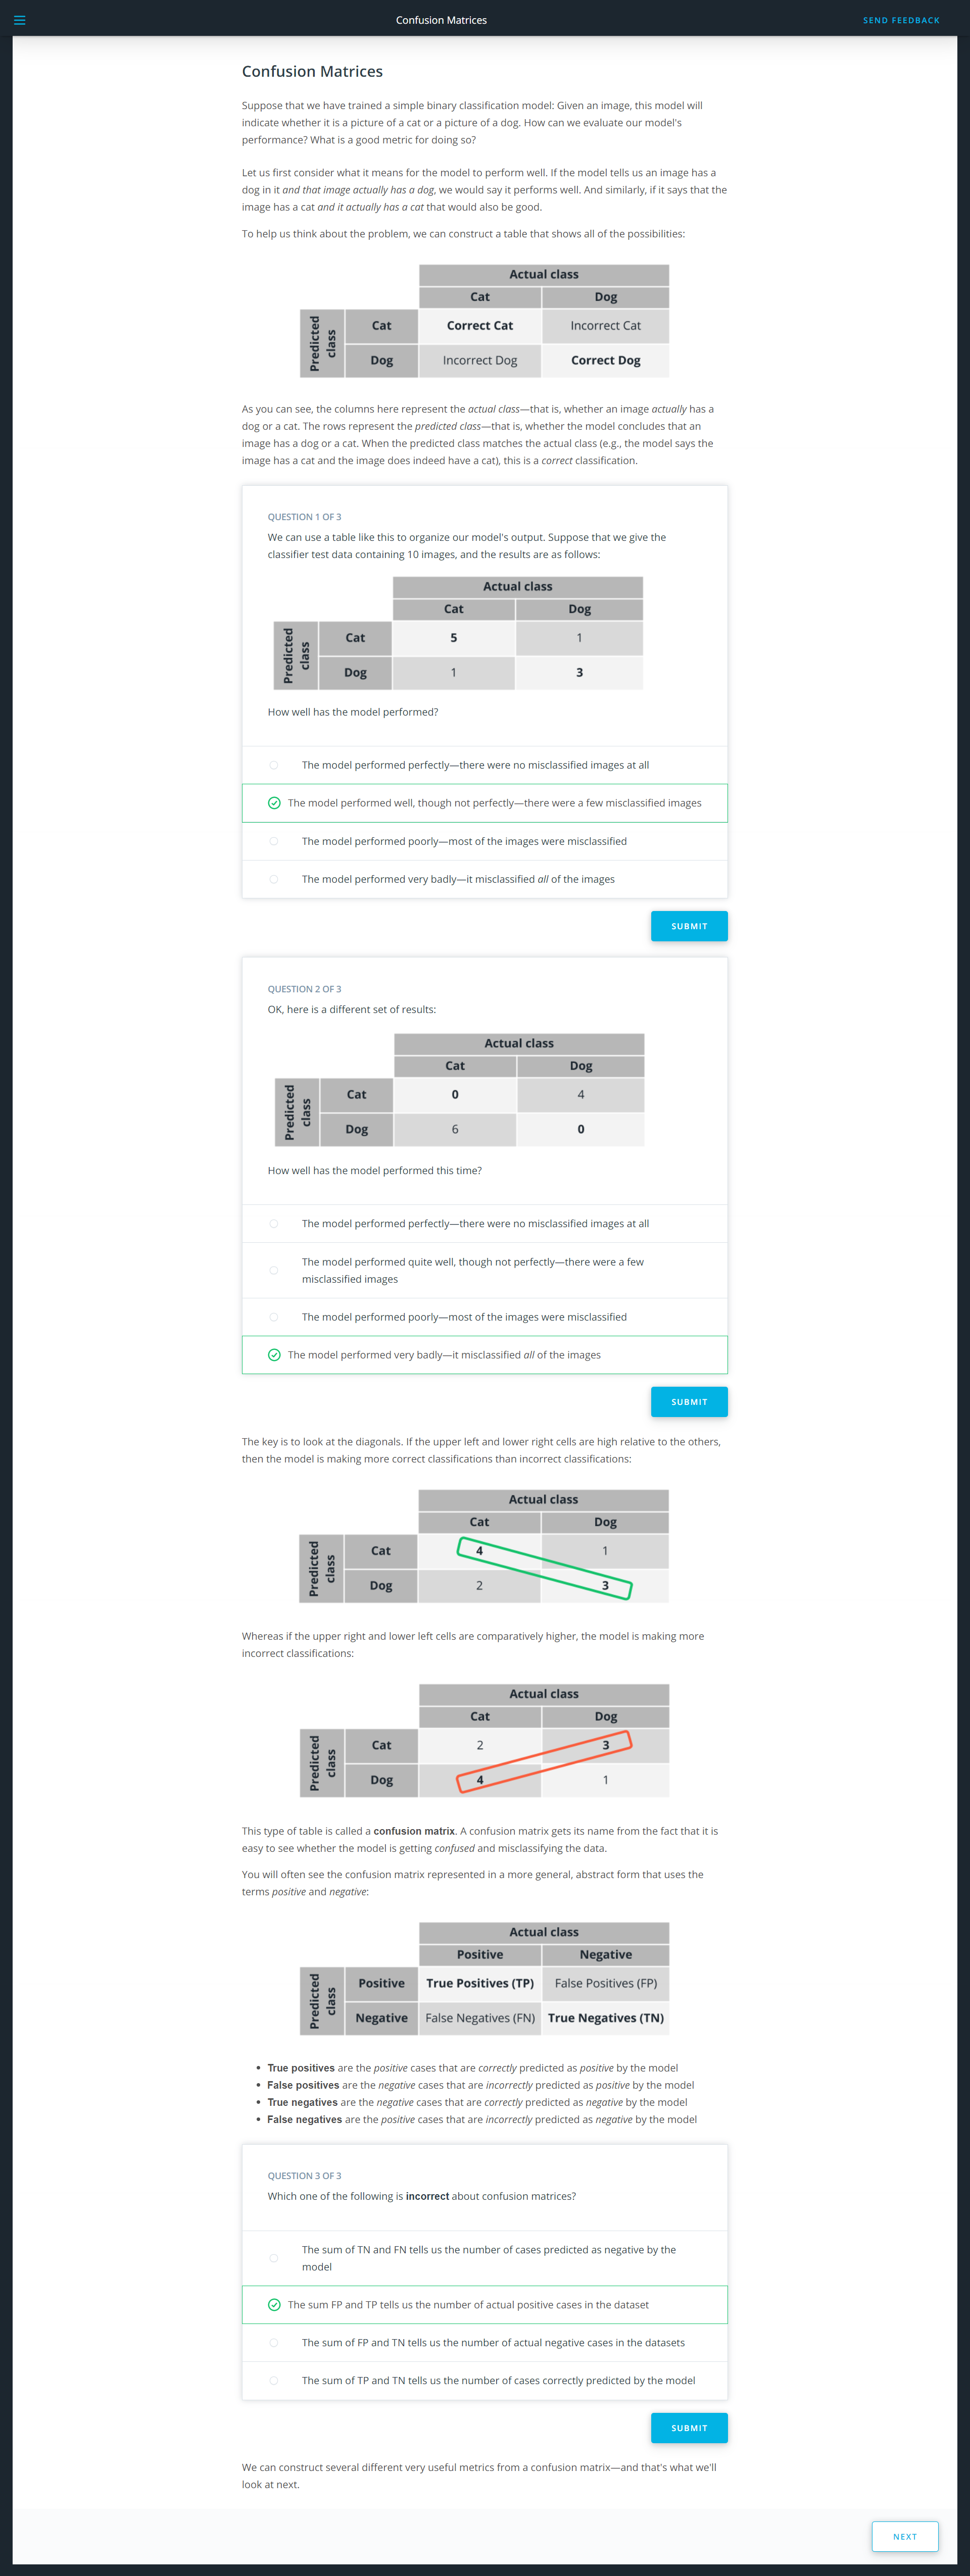 Confusion Matrices
SEND FEEDBACK
Confusion Matrices
Suppose that we have trained a simple binary classification model: Given an image, this model will
indicate whether it is a picture of a cat or a picture of a dog. How can we evaluate our model's
performance? What is a good metric for doing so?
Let us first consider what it means for the model to perform well. If the model tells us an image has a
dog in it and that image actually has a dog, we would say it performs well. And similarly, if it says that the
image has a cat and it actually has a cat that would also be good.
To help us think about the problem, we can construct a table that shows all of the possibilities:
Actual class
Cat Dog
Predicted class
Cat Correct Cat Incorrect Cat
Dog Incorrect Dog Correct Dog
As you can see, the columns here represent the actual class—that is, whether an image actually has a
dog or a cat. The rows represent the predicted class—that is, whether the model concludes that an
image has a dog or a cat. When the predicted class matches the actual class (e.g., the model says the
image has a cat and the image does indeed have a cat), this is a correct classification.
QUESTION 1 OF 3
We can use a table like this to organize our model's output. Suppose that we give the
classifier test data containing 10 images, and the results are as follows:
Actual class
Cat Dog
Predicted class
Cat 5 1
Dog 1 3
How well has the model performed?
The model performed perfectly—there were no misclassified images at all
The model performed well, though not perfectly—there were a few misclassified images
The model performed poorly—most of the images were misclassified
The model performed very badly—it misclassified all of the images
SUBMIT
QUESTION 2 OF 3
OK, here is a different set of results:
Actual class
Cat Dog
Predicted class
Cat 0 4
Dog 6 0
How well has the model performed this time?
The model performed perfectly—there were no misclassified images at all
The model performed quite well, though not perfectly—there were a few
misclassified images
The model performed poorly—most of the images were misclassified
The model performed very badly—it misclassified all of the images
SUBMIT
The key is to look at the diagonals. If the upper left and lower right cells are high relative to the others,
then the model is making more correct classifications than incorrect classifications:
Actual class
Cat Dog
Predicted class
Cat 4 1
Dog 2 3
Whereas if the upper right and lower left cells are comparatively higher, the model is making more
incorrect classifications:
Actual class
Cat Dog
Predicted class
Cat 2 3
Dog 4 1
This type of table is called a confusion matrix. A confusion matrix gets its name from the fact that it is
easy to see whether the model is getting confused and misclassifying the data.
You will often see the confusion matrix represented in a more general, abstract form that uses the
terms positive and negative:
Actual class
Positive Negative
Predicted class
Positive True Positives (TP) False Positives (FP)
Negative False Negatives (FN) True Negatives (TN)
• True positives are the positive cases that are correctly predicted as positive by the model
• False positives are the negative cases that are incorrectly predicted as positive by the model
• True negatives are the negative cases that are correctly predicted as negative by the model
• False negatives are the positive cases that are incorrectly predicted as negative by the model
QUESTION 3 OF 3
Which one of the following is incorrect about confusion matrices?
The sum of TN and FN tells us the number of cases predicted as negative by the
model
The sum FP and TP tells us the number of actual positive cases in the dataset
The sum of FP and TN tells us the number of actual negative cases in the datasets
The sum of TP and TN tells us the number of cases correctly predicted by the model
SUBMIT
We can construct several different very useful metrics from a confusion matrix—and that's what we'll
look at next.
NEXT